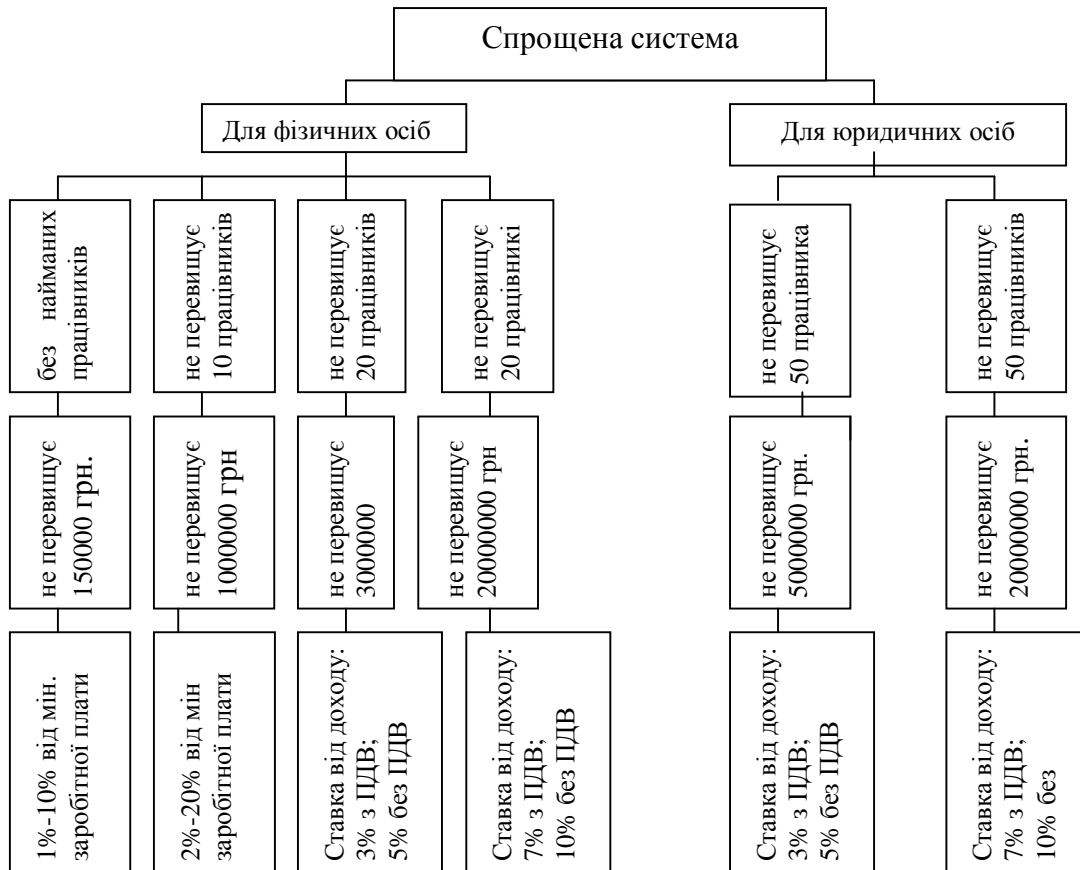 Спрощена система
Для фізичних осіб
Для юридичних осіб
без найманих
працівників
не перевищує
10 працівників
не перевищує
20 працівників
не перевищує
20 працівникі
не перевищує
50 працівника
не перевищує
50 працівників
не перевищує
150000 грн.
не перевищує
1000000 грн
не перевищує
3000000
не перевищує
20000000 грн
не перевищує
5000000 грн.
не перевищує
20000000 грн.
1%-10% від мін.
заробітної плати
2%-20% від мін
заробітної плати
Ставка від доходу:
3% з ПДВ;
5% без ПДВ
Ставка від доходу:
7% з ПДВ;
10% без ПДВ
Ставка від доходу:
3% з ПДВ;
5% без ПДВ
Ставка від доходу:
7% з ПДВ;
10% без